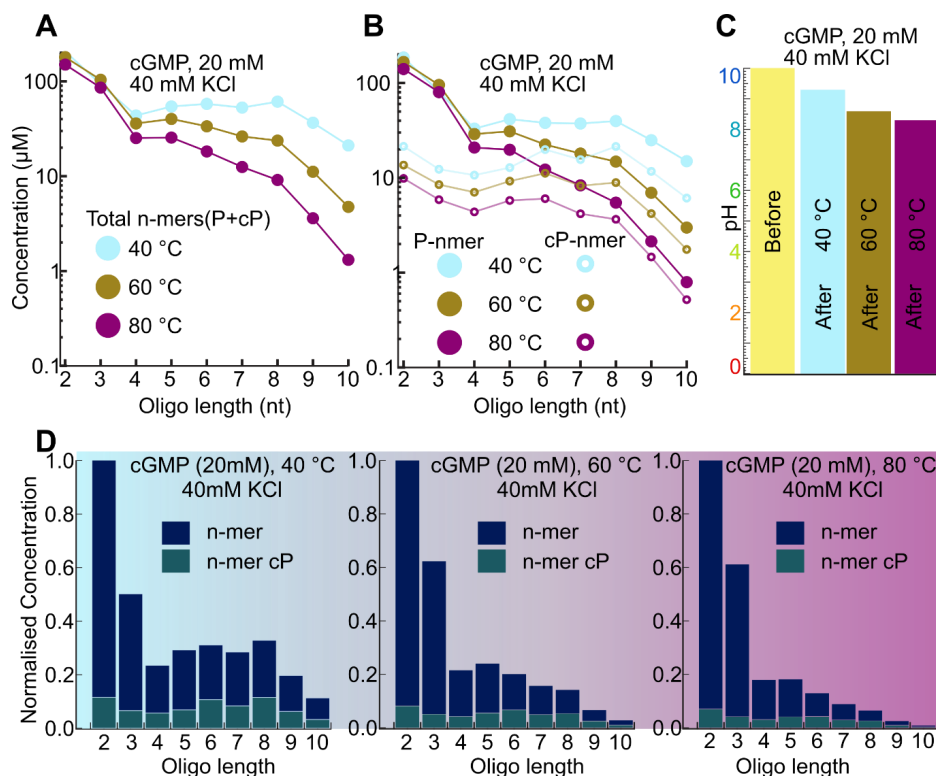 A
cGMP, 20 mM
40 mM KCl
Concentration (µM)
100
10
1
0.1
Total n-mers(P+cP)
40 °C
60 °C
80 °C
2 3 4 5 6 7 8 9 10
Oligo length (nt)
B
cGMP, 20 mM
40 mM KCl
100
10
1
0.1
P-nmer cP-nmer
40 °C
60 °C
80 °C
2 3 4 5 6 7 8 9 10
Oligo length (nt)
C
cGMP, 20 mM
40 mM KCl
pH
10
8
6
4
2
0
Before
After 40 °C
After 60 °C
After 80 °C
D
Normalised Concentration
1.0
0.8
0.6
0.4
0.2
0.0
cGMP (20mM), 40 °C
40mM KCl
n-mer
n-mer cP
2 3 4 5 6 7 8 9 10
Oligo length
1.0
0.8
0.6
0.4
0.2
0.0
cGMP (20 mM), 60 °C
40mM KCl
n-mer
n-mer cP
2 3 4 5 6 7 8 9 10
Oligo length
1.0
0.8
0.6
0.4
0.2
0.0
cGMP (20 mM), 80 °C
40mM KCl
n-mer
n-mer cP
2 3 4 5 6 7 8 9 10
Oligo length